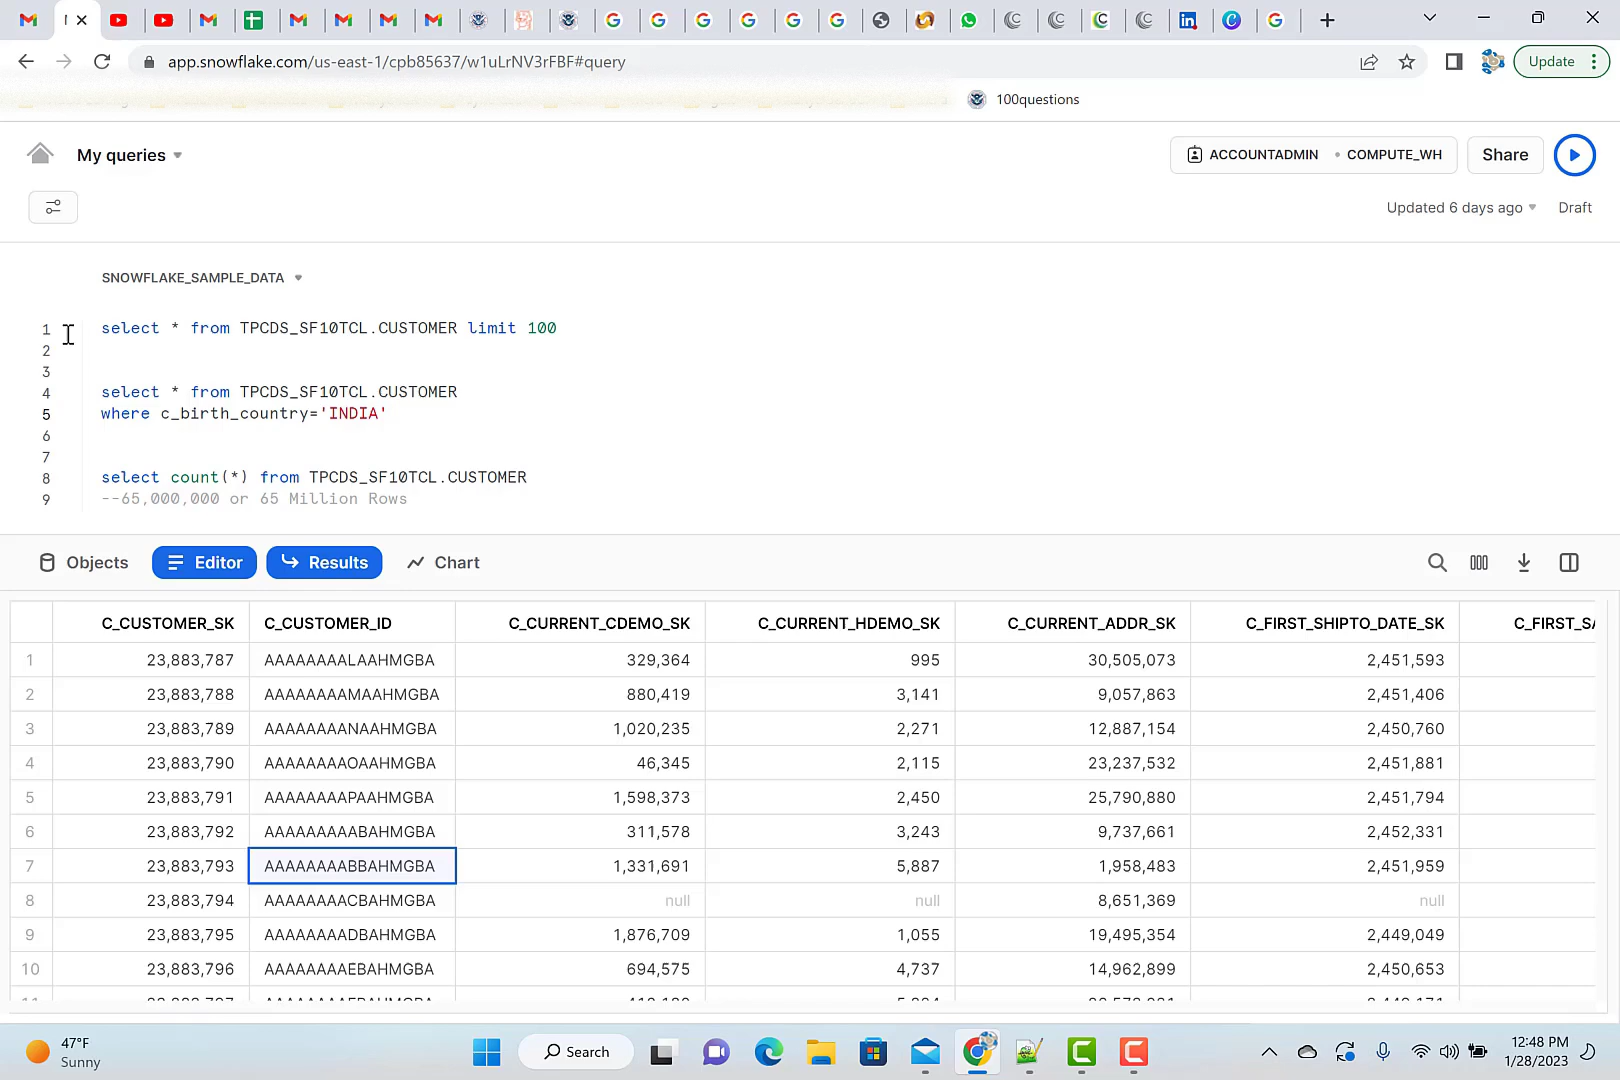 app.snowflake.com/us-east-1/cpb85637/w1uLrNV3rFBF#query
Update
100questions
My queries
ACCOUNTADMIN • COMPUTE_WH
Share
Updated 6 days ago
Draft
SNOWFLAKE_SAMPLE_DATA
1 select * from TPCDS_SF10TCL.CUSTOMER limit 100
2
3
4 select * from TPCDS_SF10TCL.CUSTOMER
5 where c_birth_country='INDIA'
6
7
8 select count(*) from TPCDS_SF10TCL.CUSTOMER
9 --65,000,000 or 65 Million Rows
Objects Editor Results Chart
C_CUSTOMER_SK C_CUSTOMER_ID C_CURRENT_CDEMO_SK C_CURRENT_HDEMO_SK C_CURRENT_ADDR_SK C_FIRST_SHIPTO_DATE_SK C_FIRST_SA
1 23,883,787 AAAAAAAALAAHMGBA 329,364 995 30,505,073 2,451,593
2 23,883,788 AAAAAAAAMAAHMGBA 880,419 3,141 9,057,863 2,451,406
3 23,883,789 AAAAAAAANAAHMGBA 1,020,235 2,271 12,887,154 2,450,760
4 23,883,790 AAAAAAAAOAAHMGBA 46,345 2,115 23,237,532 2,451,881
5 23,883,791 AAAAAAAAPAAHMGBA 1,598,373 2,450 25,790,880 2,451,794
6 23,883,792 AAAAAAAAABAHMGBA 311,578 3,243 9,737,661 2,452,331
7 23,883,793 AAAAAAAABBAHMGBA 1,331,691 5,887 1,958,483 2,451,959
8 23,883,794 AAAAAAAACBAHMGBA null null 8,651,369 null
9 23,883,795 AAAAAAAADBAHMGBA 1,876,709 1,055 19,495,354 2,449,049
10 23,883,796 AAAAAAAAEBAHMGBA 694,575 4,737 14,962,899 2,450,653
47°F
Sunny
Search
12:48 PM
1/28/2023